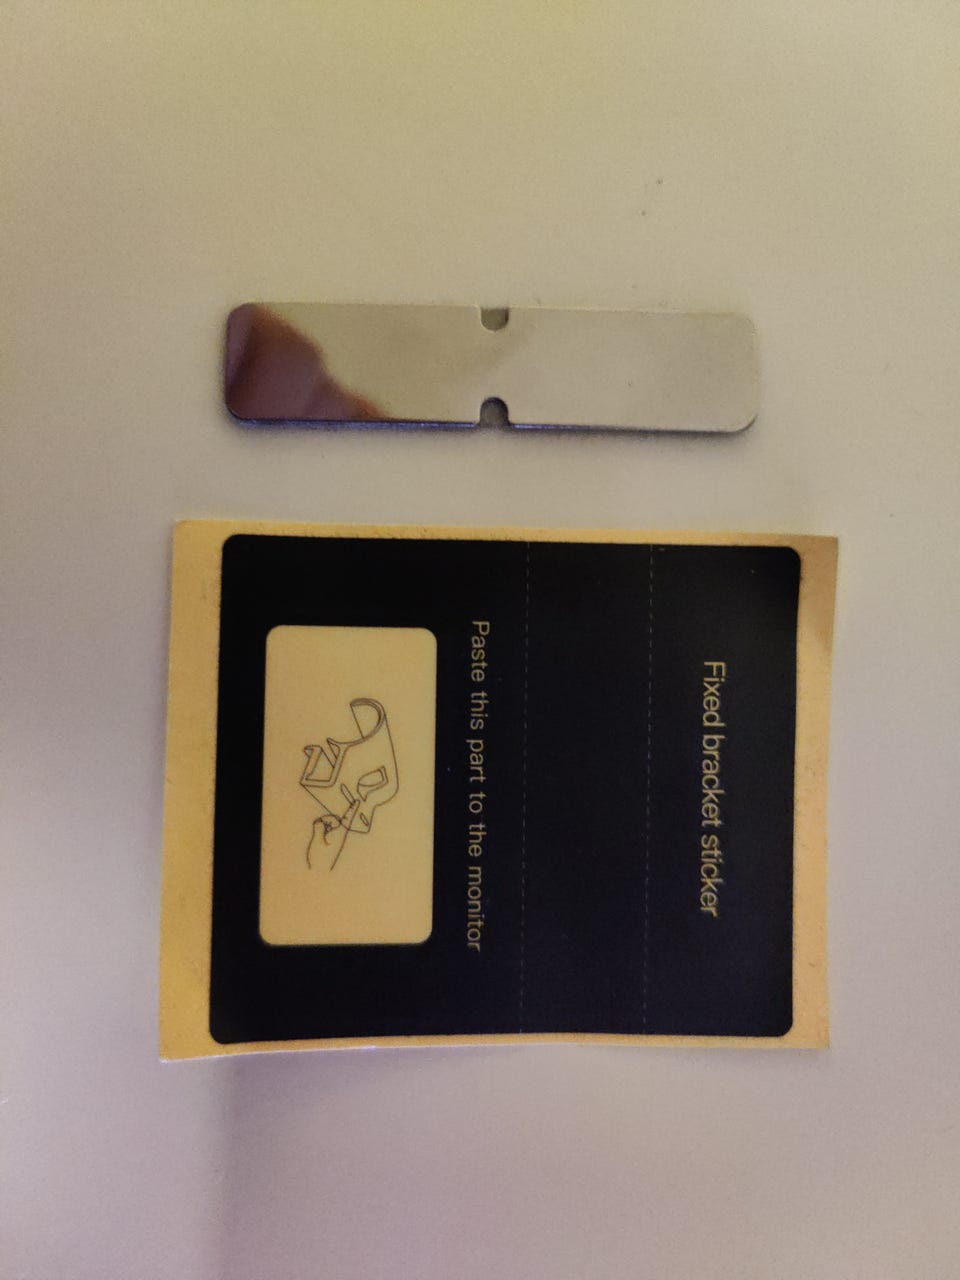 Fixed bracket sticker
Paste this part to the monitor